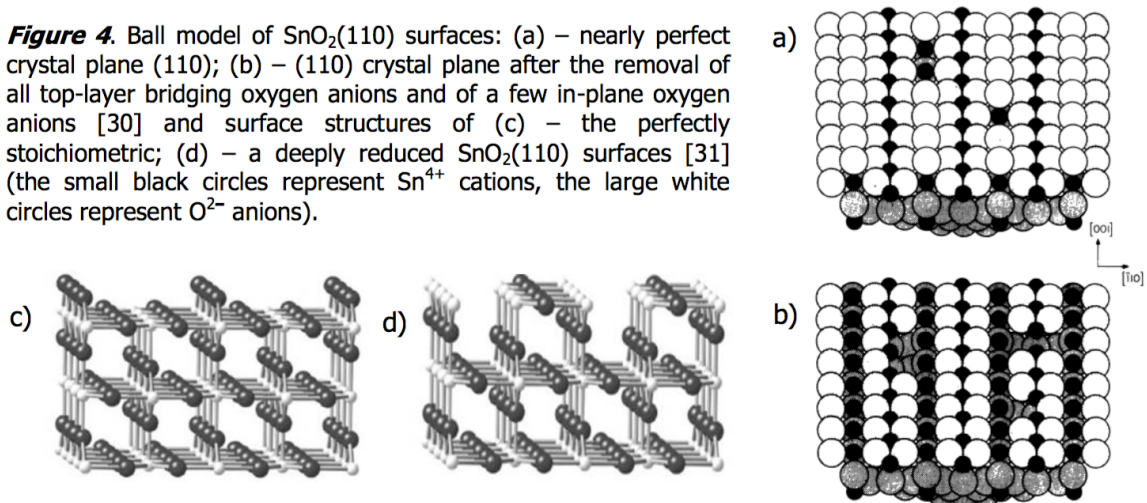 Figure 4. Ball model of SnO₂(110) surfaces: (a) – nearly perfect
crystal plane (110); (b) – (110) crystal plane after the removal of
all top-layer bridging oxygen anions and of a few in-plane oxygen
anions [30] and surface structures of (c) – the perfectly
stoichiometric; (d) – a deeply reduced SnO₂(110) surfaces [31]
(the small black circles represent Sn⁴⁺ cations, the large white
circles represent O²⁻ anions).
a)
[001]
[1̄10]
c)
d)
b)